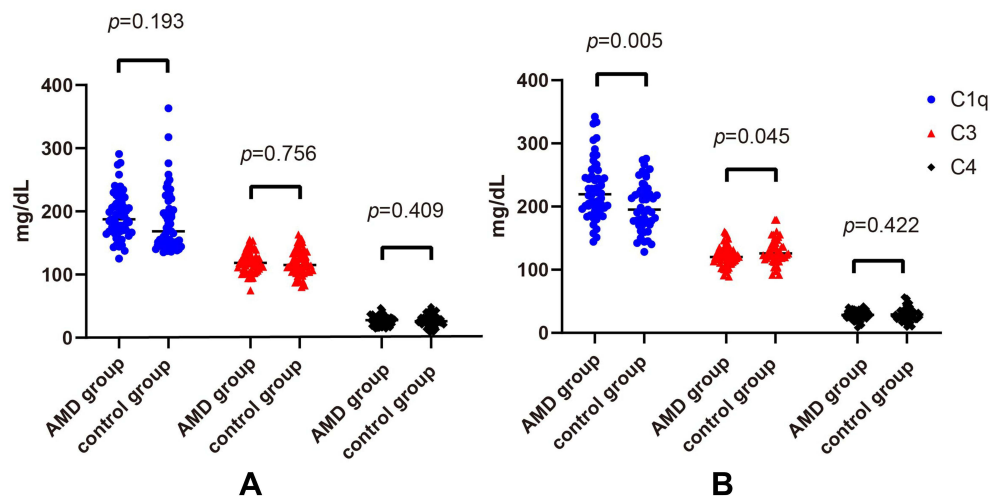 p=0.193
p=0.756
p=0.409
mg/dL
400
300
200
100
0
AMD group
control group
AMD group
control group
AMD group
control group
A
p=0.005
p=0.045
p=0.422
mg/dL
400
300
200
100
0
AMD group
control group
AMD group
control group
AMD group
control group
B
C1q
C3
C4